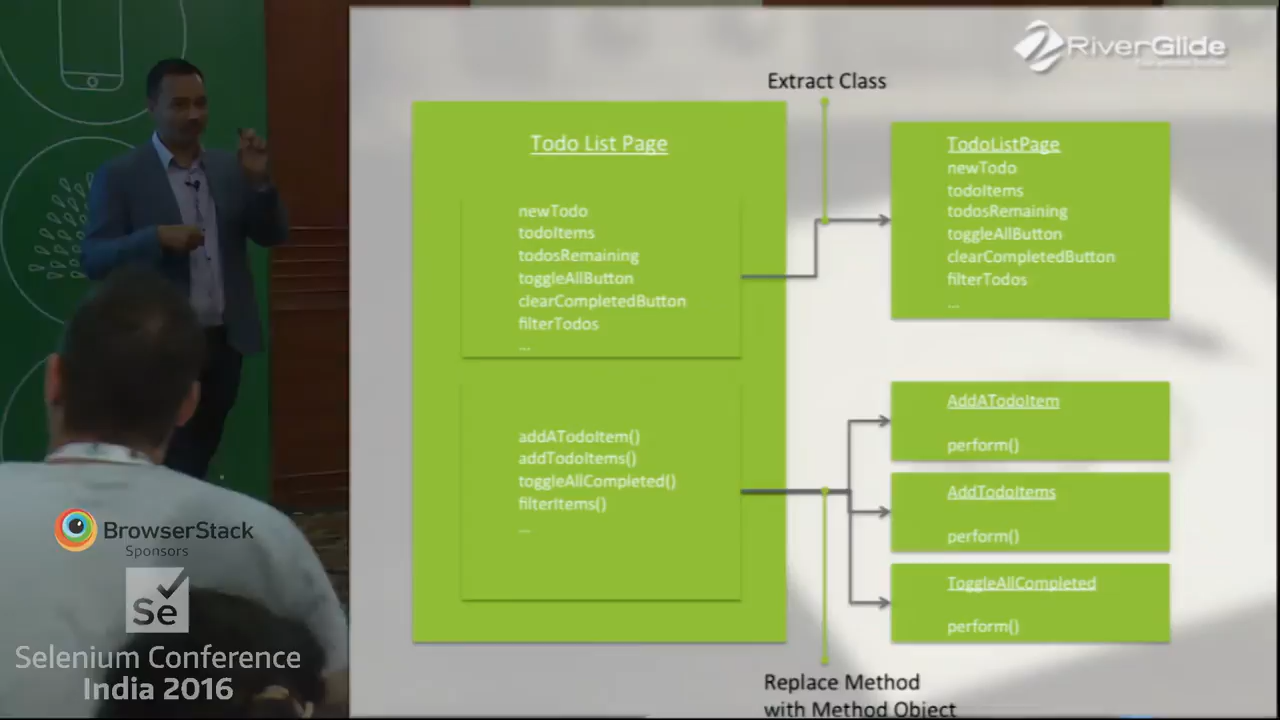 RiverGlide
Extract Class
Todo List Page
newTodo
todoItems
todosRemaining
toggleAllButton
clearCompletedButton
filterTodos
...
addATodoItem()
addTodoItems()
toggleAllCompleted()
filterItems()
...
TodoListPage
newTodo
todoItems
todosRemaining
toggleAllButton
clearCompletedButton
filterTodos
...
AddATodoItem
perform()
AddTodoItems
perform()
ToggleAllCompleted
perform()
Replace Method
with Method Object
BrowserStack
Sponsors
Se
Selenium Conference
India 2016